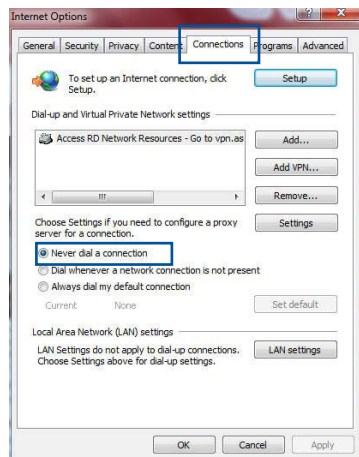 Internet Options
General Security Privacy Content Connections Programs Advanced
To set up an Internet connection, click Setup.
Setup
Dial-up and Virtual Private Network settings
Access RD Network Resources - Go to vpn.as
Add...
Add VPN...
Remove...
Choose Settings if you need to configure a proxy
server for a connection.
Settings
Never dial a connection
Dial whenever a network connection is not present
Always dial my default connection
Current None
Set default
Local Area Network (LAN) settings
LAN Settings do not apply to dial-up connections.
Choose Settings above for dial-up settings.
LAN settings
OK Cancel Apply